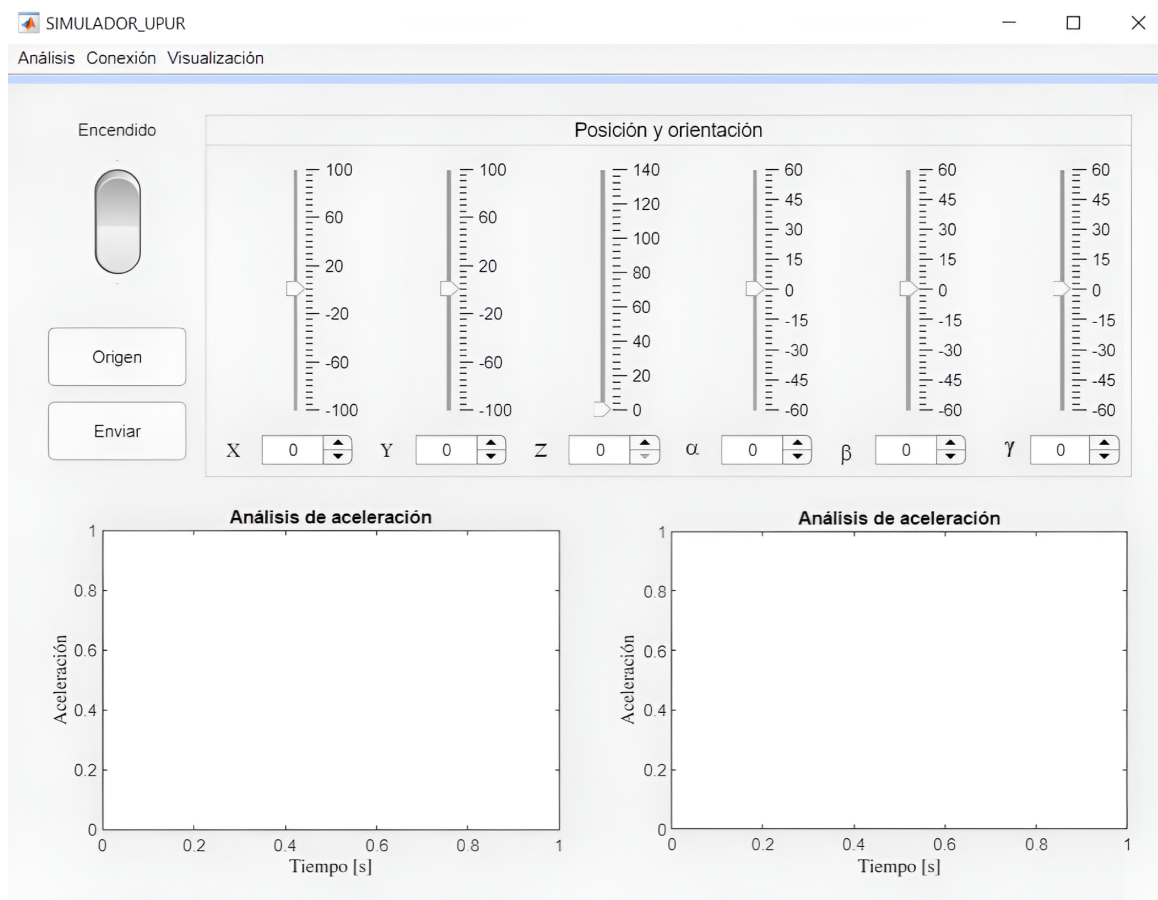 SIMULADOR_UPUR
Análisis Conexión Visualización
Encendido
Posición y orientación
100 100 140 60 60 60
120 45 45 45
60 60 100 30 30 30
20 20 80 15 15 15
60 0 0 0
-20 -20 40 -15 -15 -15
-60 -60 20 -30 -30 -30
-45 -45 -45
-100 -100 0 -60 -60 -60
Origen
Enviar
X 0 Y 0 Z 0 α 0 β 0 γ 0
Análisis de aceleración
1
0.8
0.6
0.4
0.2
0
Aceleración
0 0.2 0.4 0.6 0.8 1
Tiempo [s]
Análisis de aceleración
1
0.8
0.6
0.4
0.2
0
Aceleración
0 0.2 0.4 0.6 0.8 1
Tiempo [s]